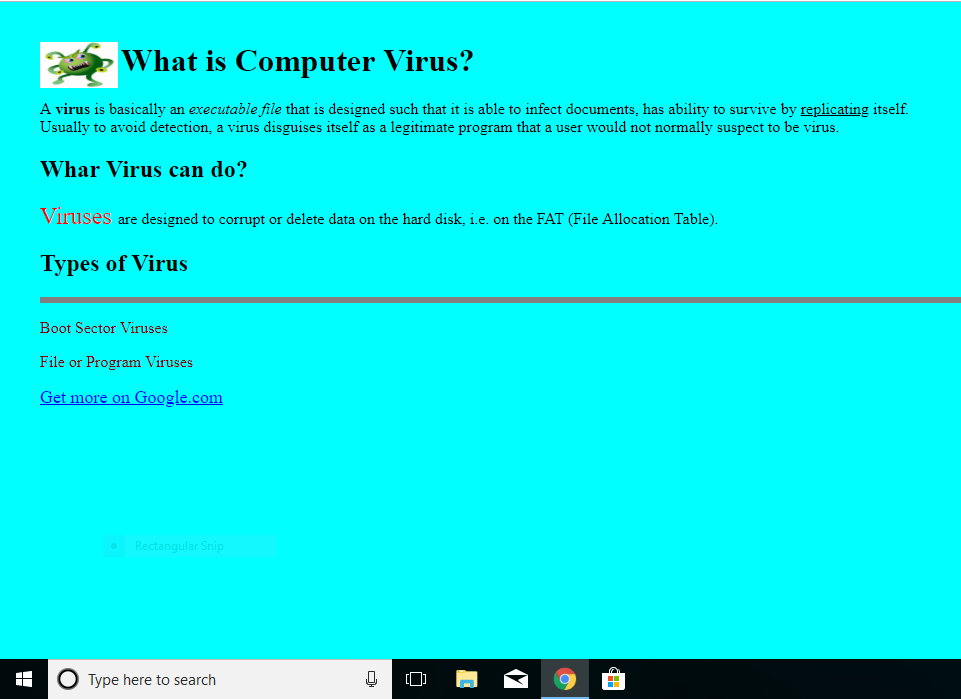 What is Computer Virus?
A virus is basically an executable file that is designed such that it is able to infect documents, has ability to survive by replicating itself.
Usually to avoid detection, a virus disguises itself as a legitimate program that a user would not normally suspect to be virus.
Whar Virus can do?
Viruses are designed to corrupt or delete data on the hard disk, i.e. on the FAT (File Allocation Table).
Types of Virus
Boot Sector Viruses
File or Program Viruses
Get more on Google.com
Rectangular Snip
Type here to search